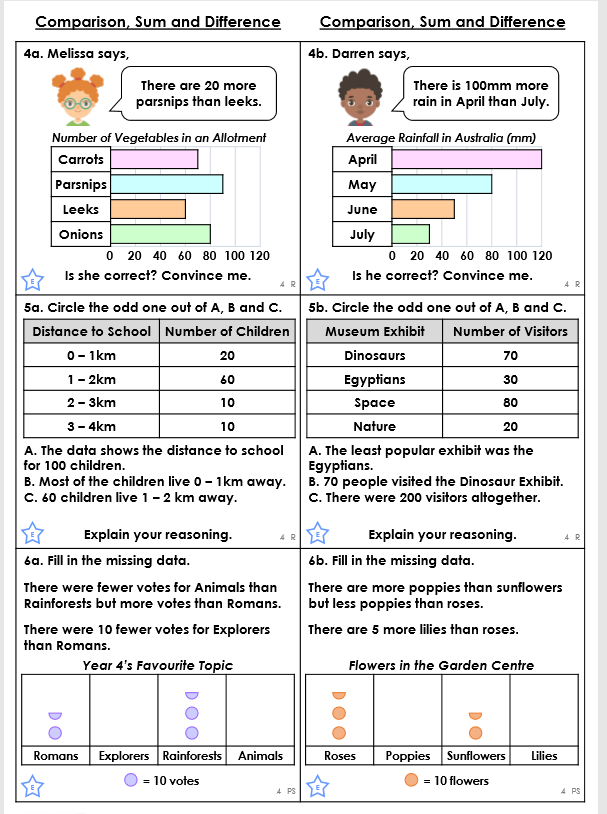 Comparison, Sum and Difference
Comparison, Sum and Difference
4a. Melissa says,
There are 20 more
parsnips than leeks.
Number of Vegetables in an Allotment
Carrots
Parsnips
Leeks
Onions
0 20 40 60 80 100 120
Is she correct? Convince me.
E
4 R
4b. Darren says,
There is 100mm more
rain in April than July.
Average Rainfall in Australia (mm)
April
May
June
July
0 20 40 60 80 100 120
Is he correct? Convince me.
E
4 R
5a. Circle the odd one out of A, B and C.
Distance to School Number of Children
0 – 1km 20
1 – 2km 60
2 – 3km 10
3 – 4km 10
A. The data shows the distance to school
for 100 children.
B. Most of the children live 0 – 1km away.
C. 60 children live 1 – 2 km away.
Explain your reasoning.
E
4 R
5b. Circle the odd one out of A, B and C.
Museum Exhibit Number of Visitors
Dinosaurs 70
Egyptians 30
Space 80
Nature 20
A. The least popular exhibit was the
Egyptians.
B. 70 people visited the Dinosaur Exhibit.
C. There were 200 visitors altogether.
Explain your reasoning.
E
4 R
6a. Fill in the missing data.
There were fewer votes for Animals than
Rainforests but more votes than Romans.
There were 10 fewer votes for Explorers
than Romans.
Year 4's Favourite Topic
Romans Explorers Rainforests Animals
= 10 votes
E
4 PS
6b. Fill in the missing data.
There are more poppies than sunflowers
but less poppies than roses.
There are 5 more lilies than roses.
Flowers in the Garden Centre
Roses Poppies Sunflowers Lilies
= 10 flowers
E
4 PS